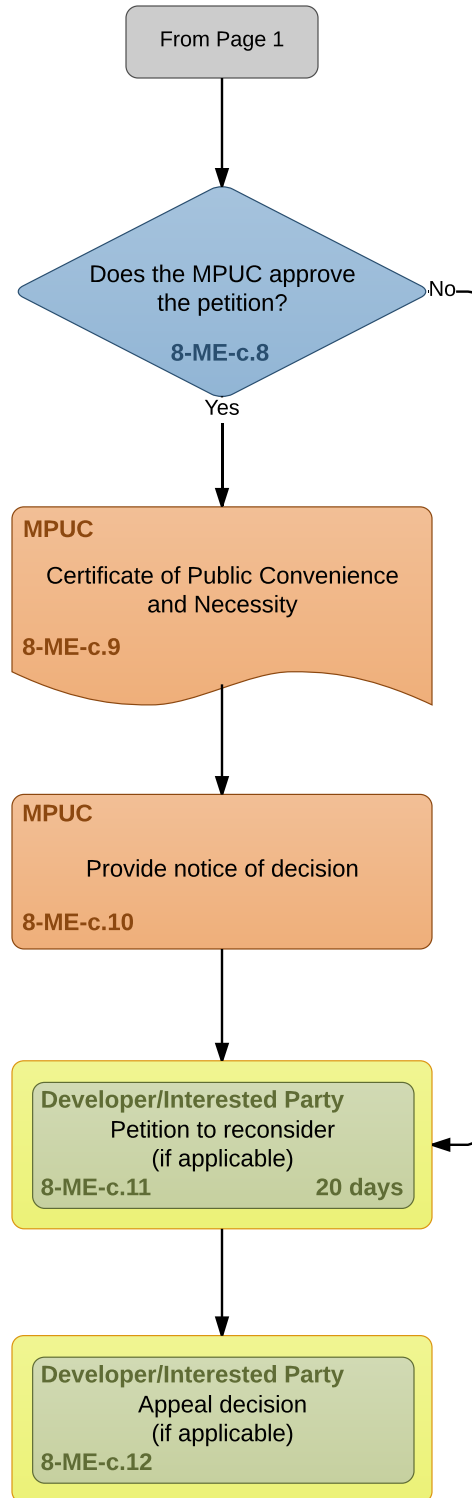 From Page 1
Does the MPUC approve
the petition?
8-ME-c.8
No
Yes
MPUC
Certificate of Public Convenience
and Necessity
8-ME-c.9
MPUC
Provide notice of decision
8-ME-c.10
Developer/Interested Party
Petition to reconsider
(if applicable)
8-ME-c.11 20 days
Developer/Interested Party
Appeal decision
(if applicable)
8-ME-c.12